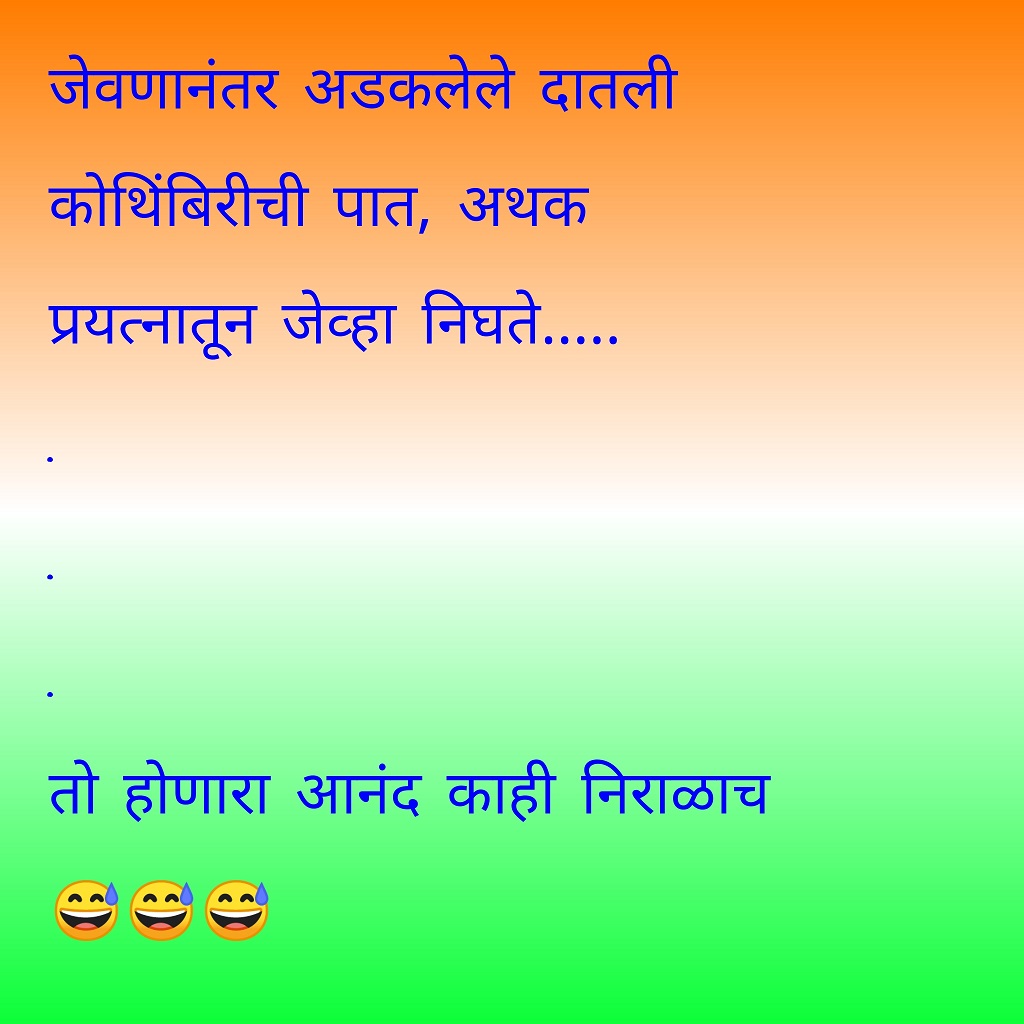 जेवणानंतर अडकलेले दातली
कोथिंबिरीची पात, अथक
प्रयत्नातून जेव्हा निघते.....
.
.
.
तो होणारा आनंद काही निराळाच
😅😅😅